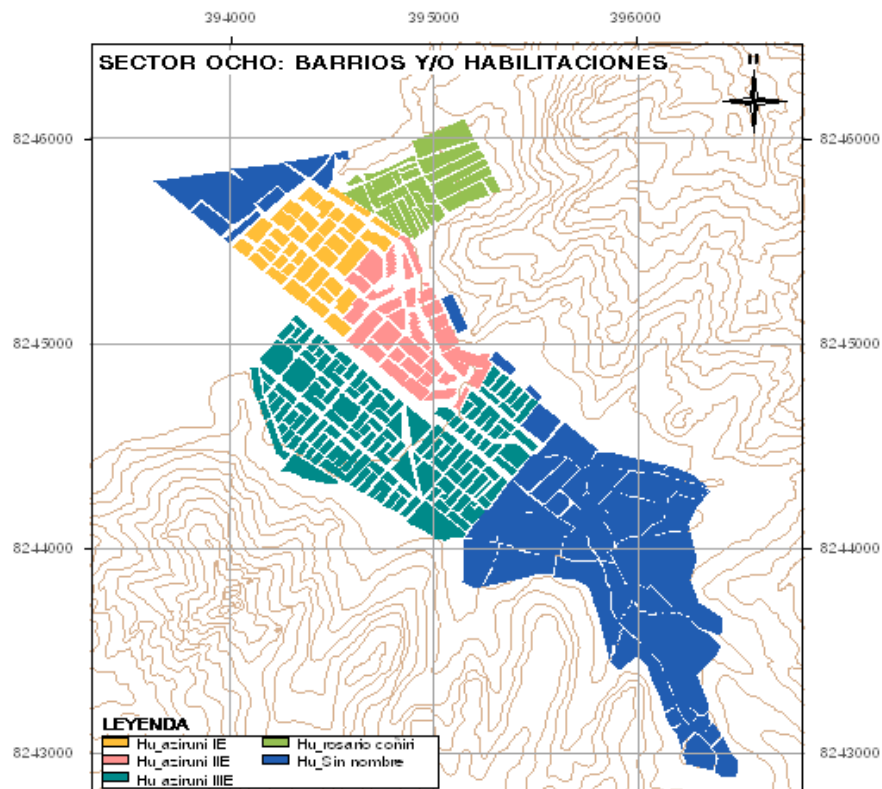 394000 395000 396000
SECTOR OCHO: BARRIOS Y/O HABILITACIONES
8246000 8246000
8245000 8245000
8244000 8244000
8243000 8243000
LEYENDA
Hu_aziruni IE Hu_rosario coñiri
Hu_aziruni IIE Hu_Sin nombre
Hu_aziruni IIIE